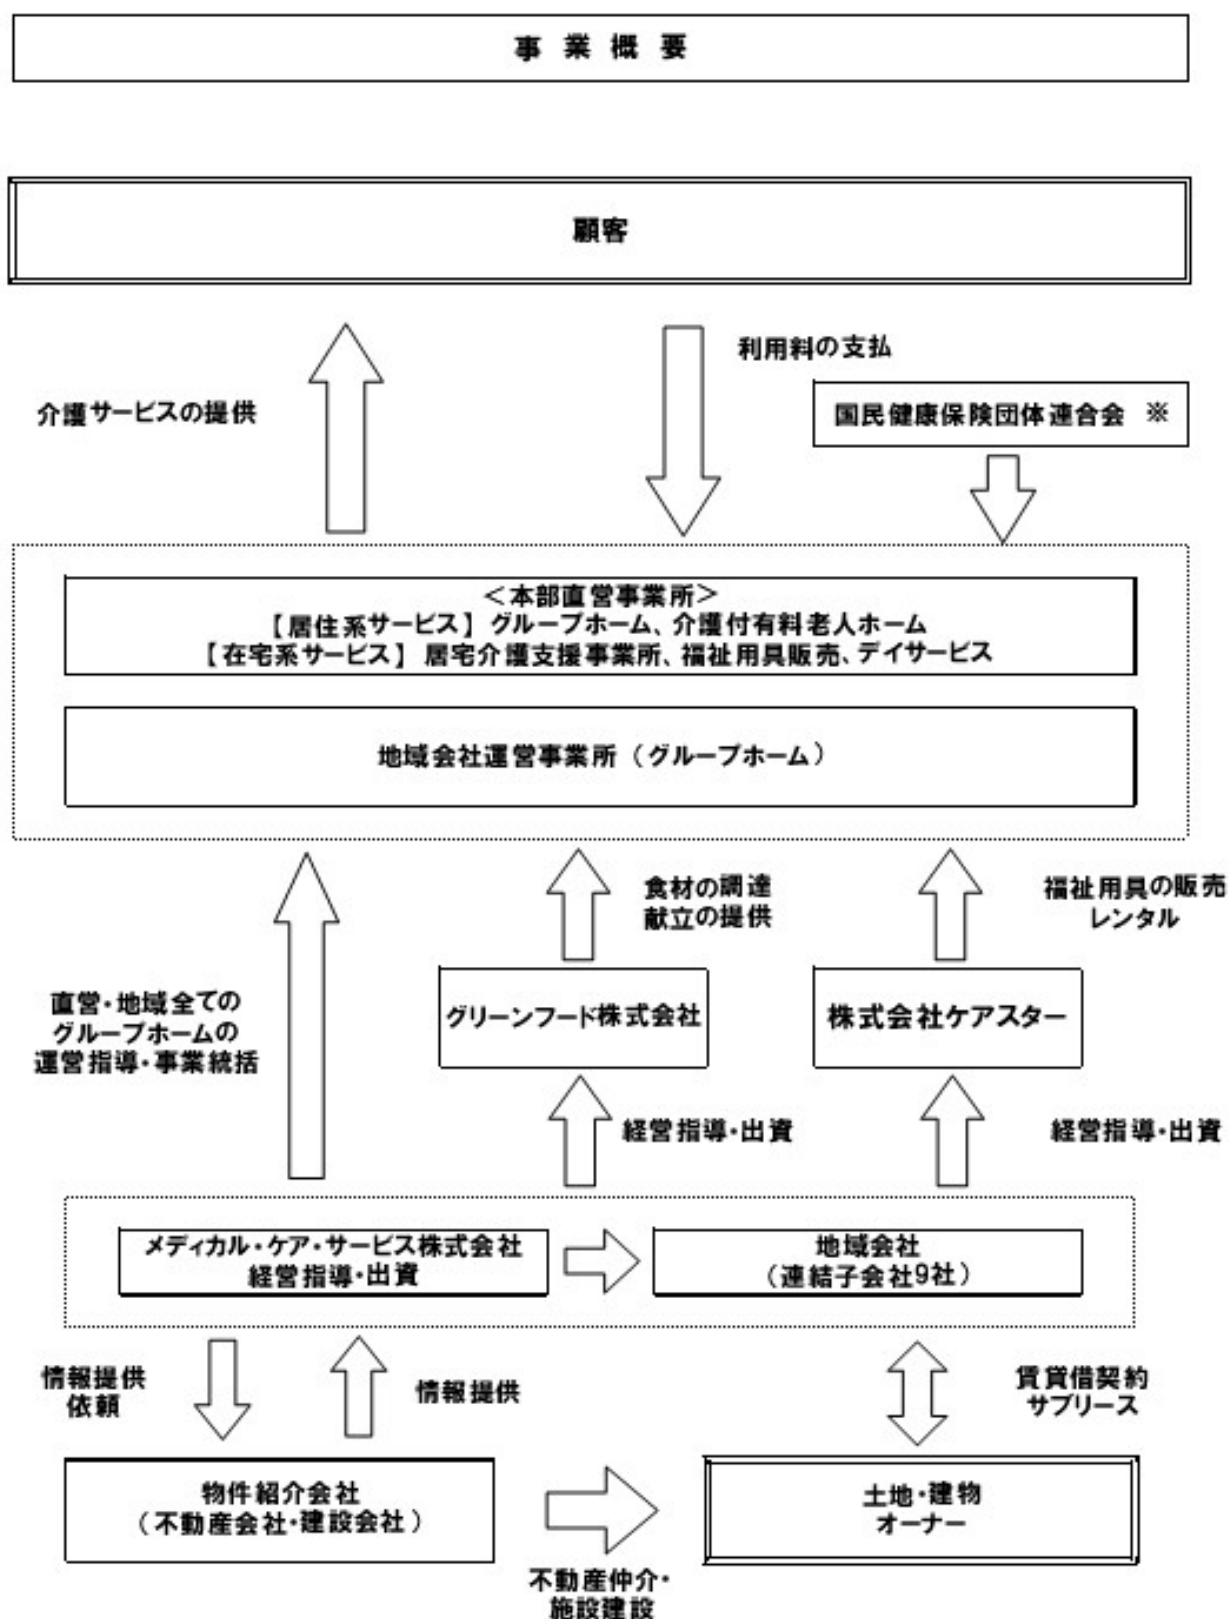 事業概要
顧客
利用料の支払
介護サービスの提供
国民健康保険団体連合会 ※
＜本部直営事業所＞
【居住系サービス】グループホーム、介護付有料老人ホーム
【在宅系サービス】居宅介護支援事業所、福祉用具販売、デイサービス
地域会社運営事業所（グループホーム）
食材の調達
献立の提供
福祉用具の販売
レンタル
直営・地域全ての
グループホームの
運営指導・事業統括
グリーンフード株式会社
株式会社ケアスター
経営指導・出資
経営指導・出資
メディカル・ケア・サービス株式会社
経営指導・出資
地域会社
（連結子会社9社）
情報提供
依頼
情報提供
賃貸借契約
サブリース
物件紹介会社
（不動産会社・建設会社）
土地・建物
オーナー
不動産仲介・
施設建設